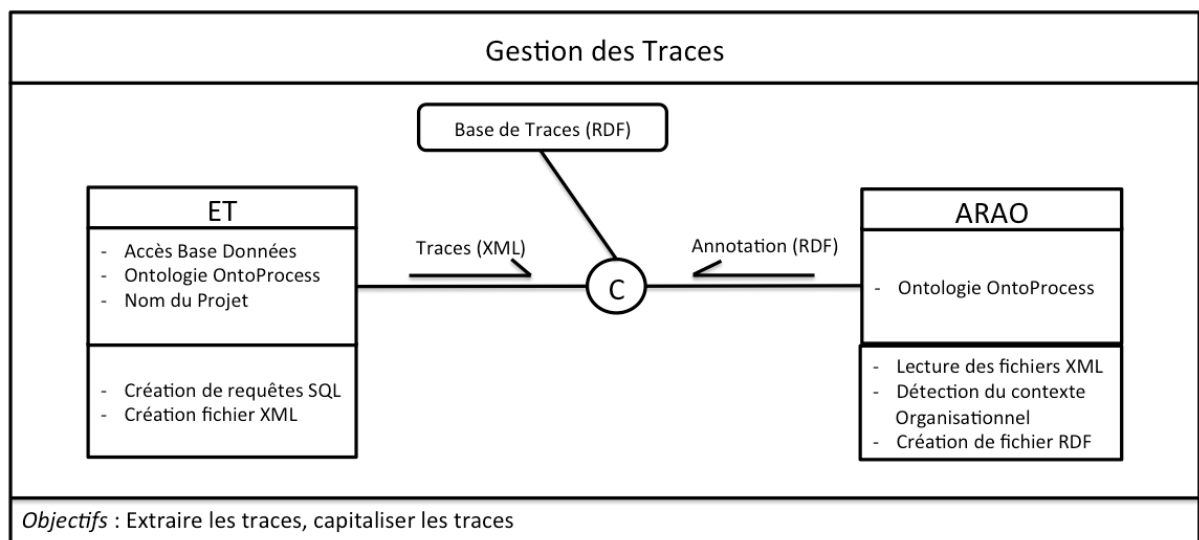 Gestion des Traces
Base de Traces (RDF)
ET
- Accès Base Données
- Ontologie OntoProcess
- Nom du Projet
- Création de requêtes SQL
- Création fichier XML
Traces (XML)
C
Annotation (RDF)
ARAO
- Ontologie OntoProcess
- Lecture des fichiers XML
- Détection du contexte
Organisationnel
- Création de fichier RDF
Objectifs : Extraire les traces, capitaliser les traces